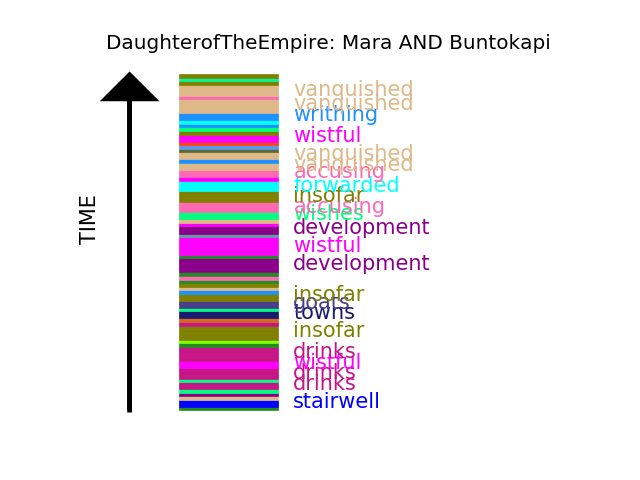 DaughterofTheEmpire: Mara AND Buntokapi
TIME
vanquished
vanquished
writhing
wistful
vanquished
vanquished
accusing
forwarded
insofar
accusing
wishes
development
wistful
development
insofar
goats
towns
insofar
drinks
wistful
drinks
drinks
stairwell